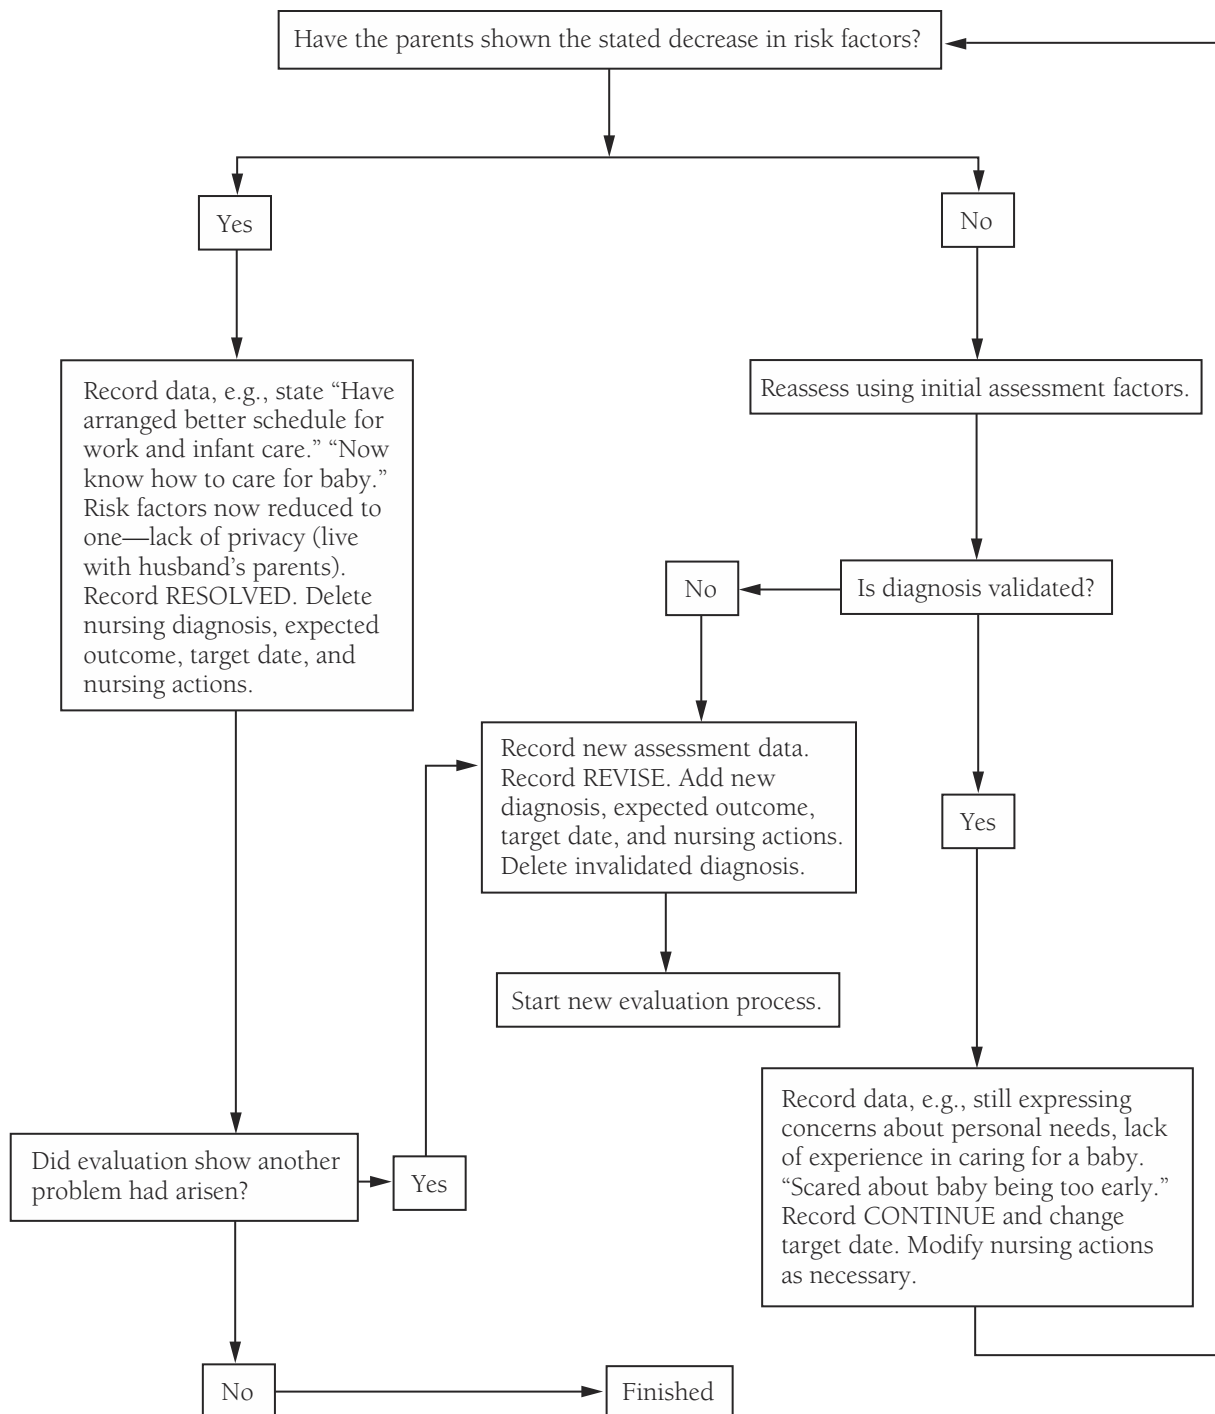 Have the parents shown the stated decrease in risk factors?
Yes
No
Record data, e.g., state “Have
arranged better schedule for
work and infant care.” “Now
know how to care for baby.”
Risk factors now reduced to
one—lack of privacy (live
with husband’s parents).
Record RESOLVED. Delete
nursing diagnosis, expected
outcome, target date, and
nursing actions.
Reassess using initial assessment factors.
Is diagnosis validated?
No
Record new assessment data.
Record REVISE. Add new
diagnosis, expected outcome,
target date, and nursing actions.
Delete invalidated diagnosis.
Yes
Start new evaluation process.
Record data, e.g., still expressing
concerns about personal needs, lack
of experience in caring for a baby.
“Scared about baby being too early.”
Record CONTINUE and change
target date. Modify nursing actions
as necessary.
Did evaluation show another
problem had arisen?
Yes
No
Finished